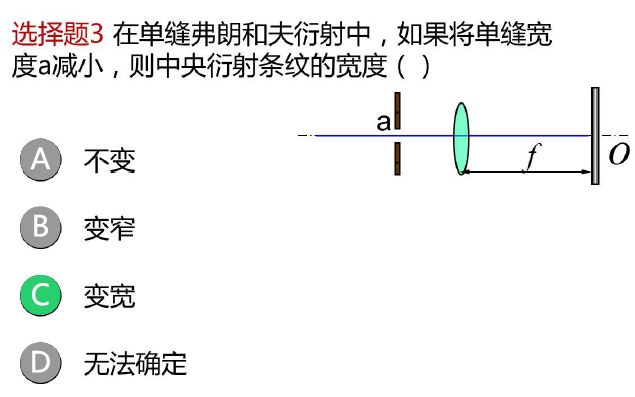 选择题3 在单缝弗朗和夫衍射中，如果将单缝宽
度a减小，则中央衍射条纹的宽度（ ）
a
f
O
A 不变
B 变窄
C 变宽
D 无法确定